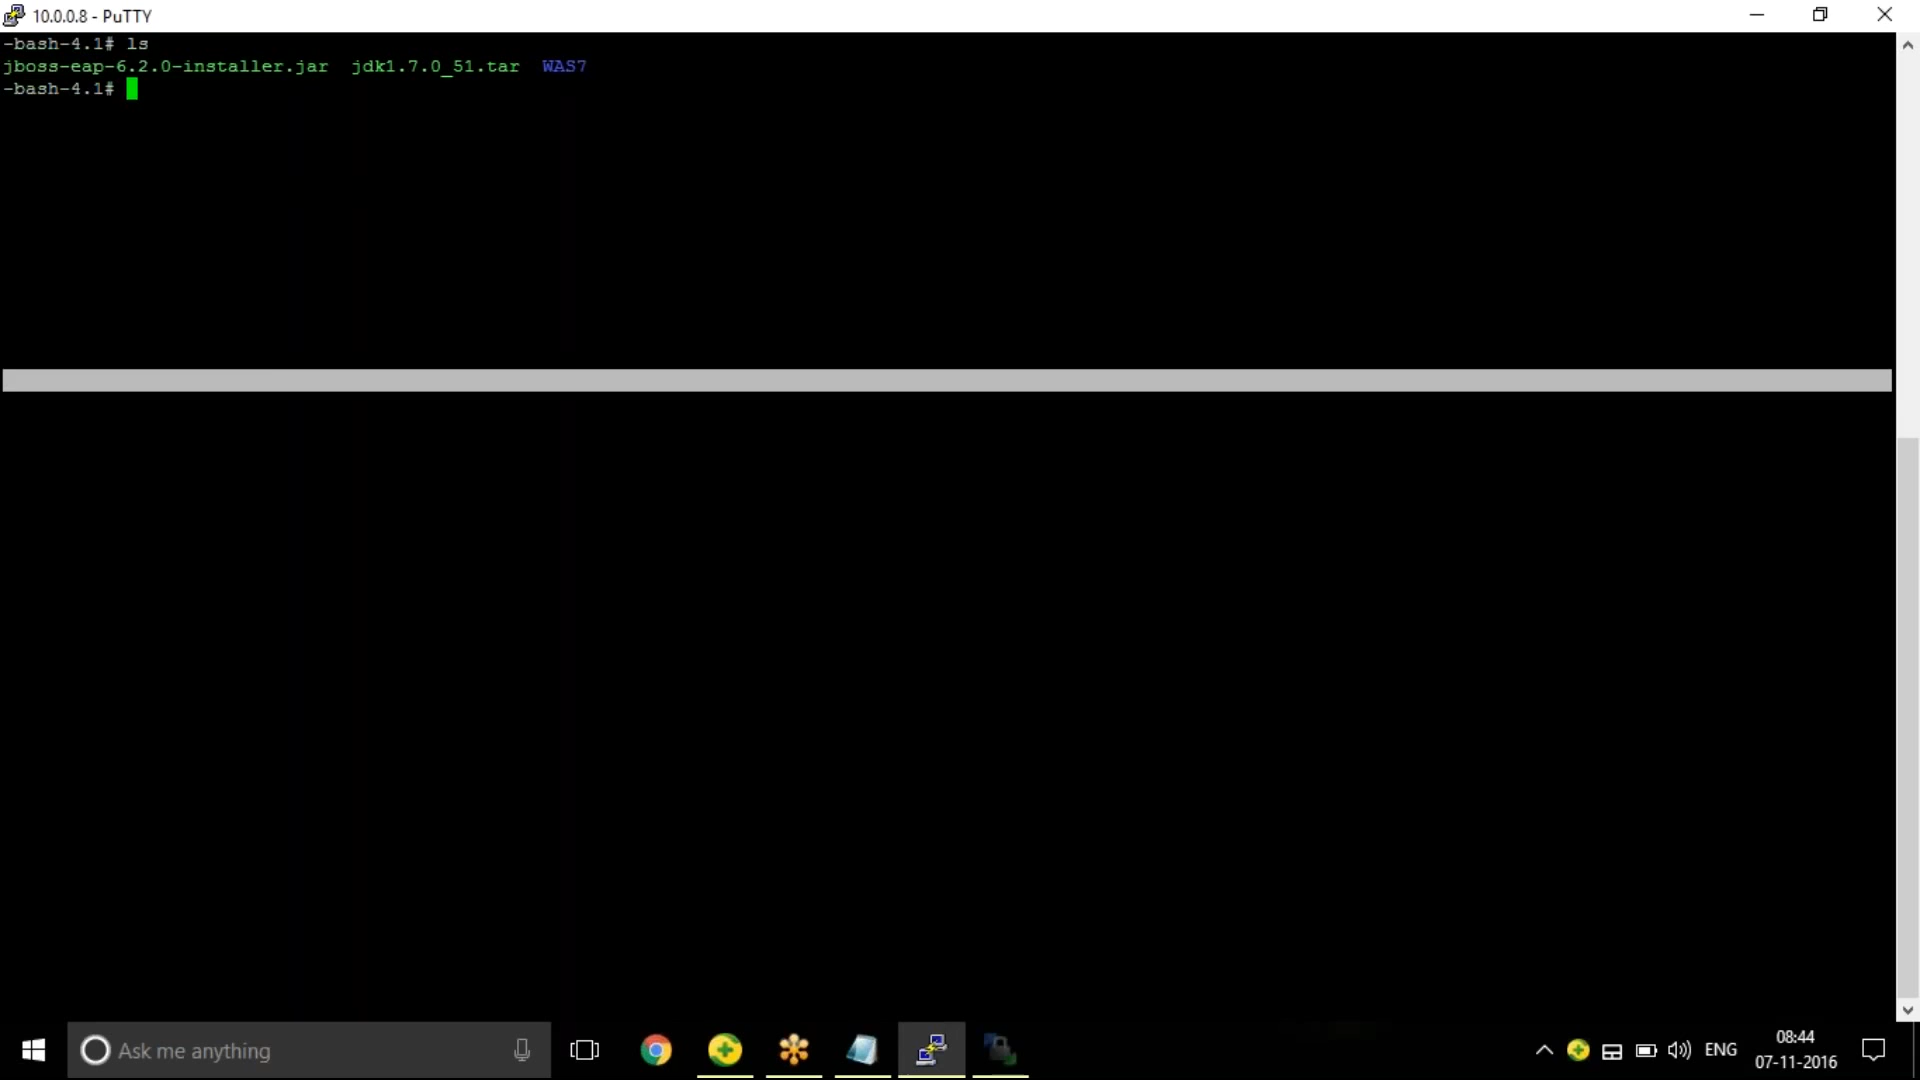 10.0.0.8 - PuTTY
-bash-4.1# ls
jboss-eap-6.2.0-installer.jar  jdk1.7.0_51.tar  WAS7
-bash-4.1#
Ask me anything
ENG
08:44
07-11-2016